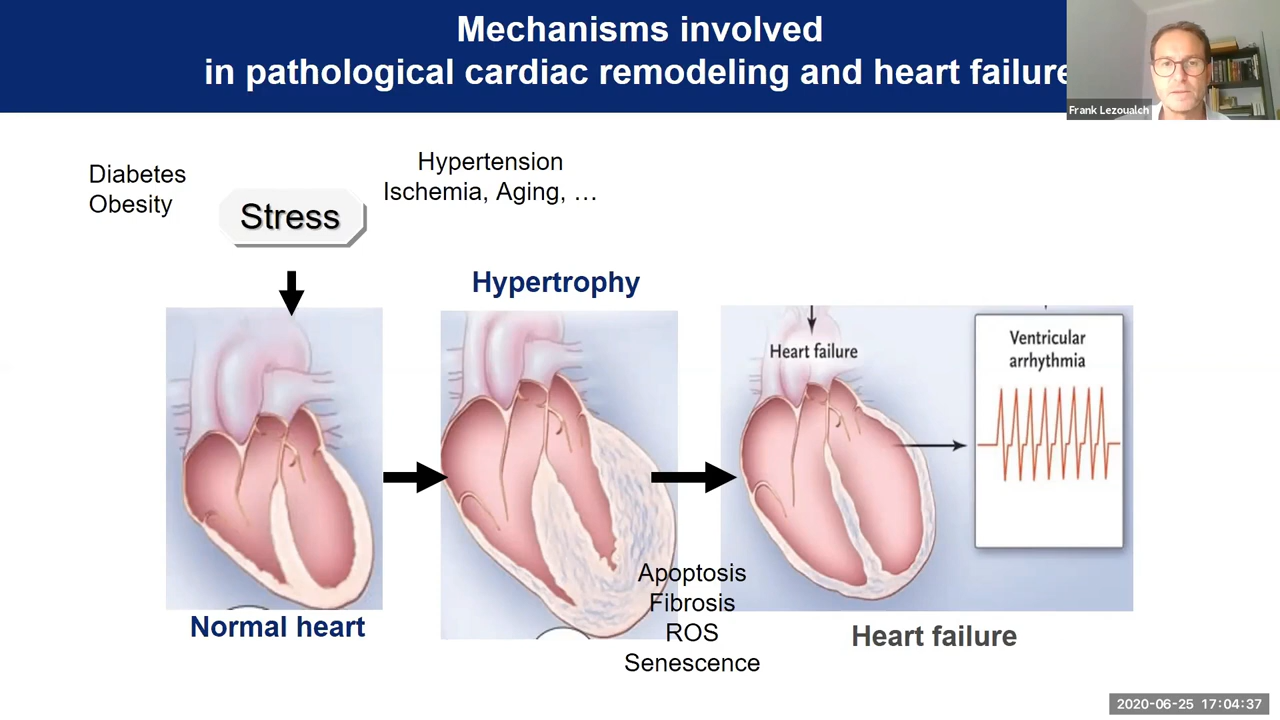 Mechanisms involved
in pathological cardiac remodeling and heart failure
Frank Lezoualch
Diabetes
Obesity
Stress
Hypertension
Ischemia, Aging, …
Hypertrophy
Heart failure
Ventricular
arrhythmia
Normal heart
Apoptosis
Fibrosis
ROS
Senescence
Heart failure
2020-06-25 17:04:37